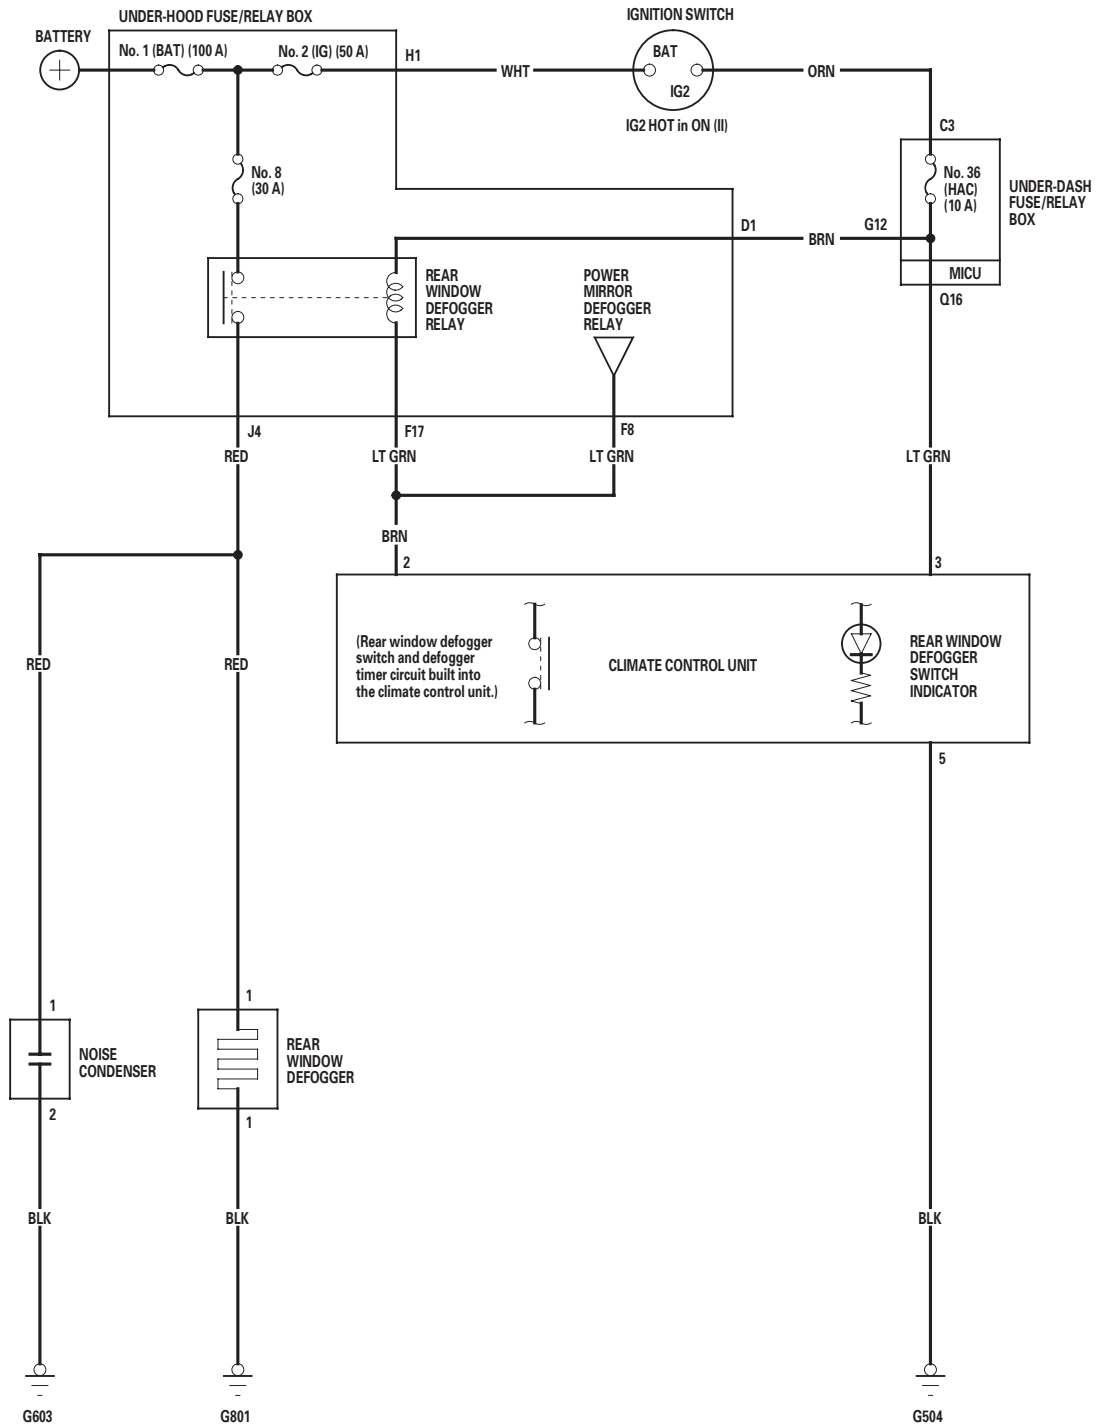 UNDER-HOOD FUSE/RELAY BOX
IGNITION SWITCH
BATTERY
No. 1 (BAT) (100 A)
No. 2 (IG) (50 A)
H1
WHT
BAT
IG2
ORN
IG2 HOT in ON (II)
C3
No. 8
(30 A)
No. 36
(HAC)
(10 A)
UNDER-DASH
FUSE/RELAY
BOX
D1
BRN
G12
MICU
Q16
REAR
WINDOW
DEFOGGER
RELAY
POWER
MIRROR
DEFOGGER
RELAY
J4
F17
F8
RED
LT GRN
LT GRN
LT GRN
BRN
2
3
(Rear window defogger
switch and defogger
timer circuit built into
the climate control unit.)
CLIMATE CONTROL UNIT
REAR WINDOW
DEFOGGER
SWITCH
INDICATOR
RED
RED
5
1
1
NOISE
CONDENSER
REAR
WINDOW
DEFOGGER
2
1
BLK
BLK
BLK
G603
G801
G504